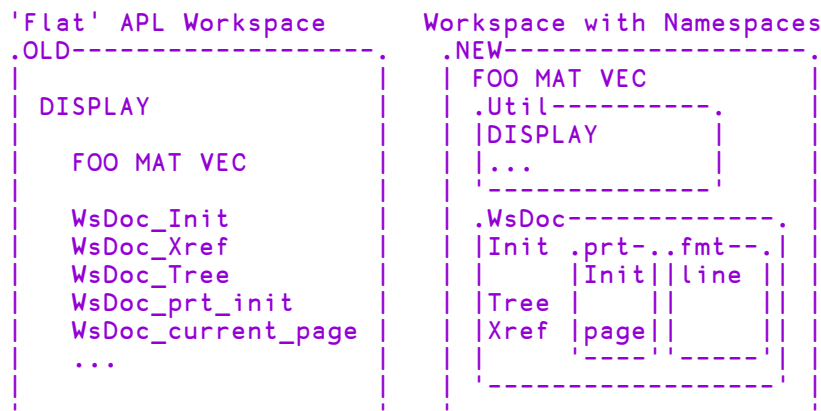 'Flat' APL Workspace      Workspace with Namespaces
.OLD-------------------.   .NEW-------------------.
|                      |   | FOO MAT VEC          |
| DISPLAY              |   | .Util----------.     |
|                      |   | |DISPLAY       |     |
|   FOO MAT VEC        |   | |...           |     |
|                      |   | '--------------'     |
|   WsDoc_Init         |   | .WsDoc-------------. |
|   WsDoc_Xref         |   | |Init .prt-..fmt--.| |
|   WsDoc_Tree         |   | |     |Init||line || |
|   WsDoc_prt_init     |   | |Tree |    ||     || |
|   WsDoc_current_page |   | |Xref |page||     || |
|   ...                |   | |     '----''-----'| |
|                      |   | '------------------' |
'                      '   '                      '